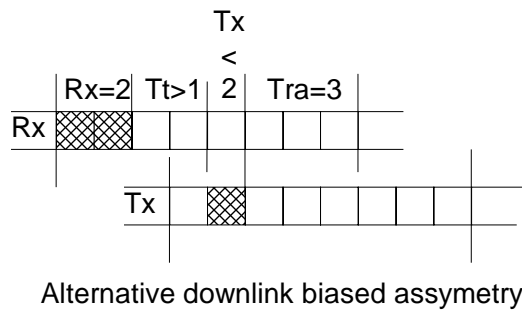 Tx
<
Rx=2 Tt>1 2 Tra=3
Rx
Tx
Alternative downlink biased assymetry